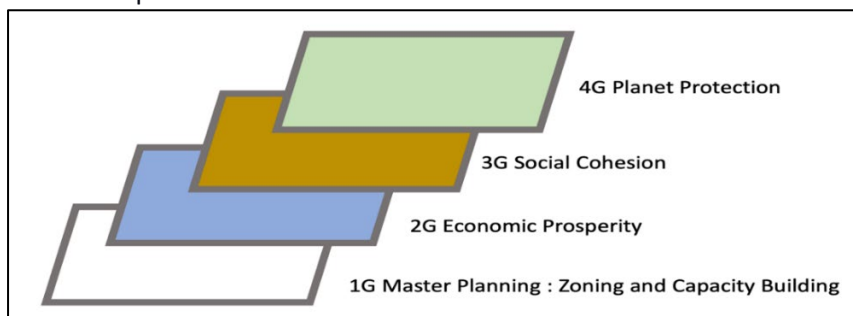 4G Planet Protection
3G Social Cohesion
2G Economic Prosperity
1G Master Planning : Zoning and Capacity Building